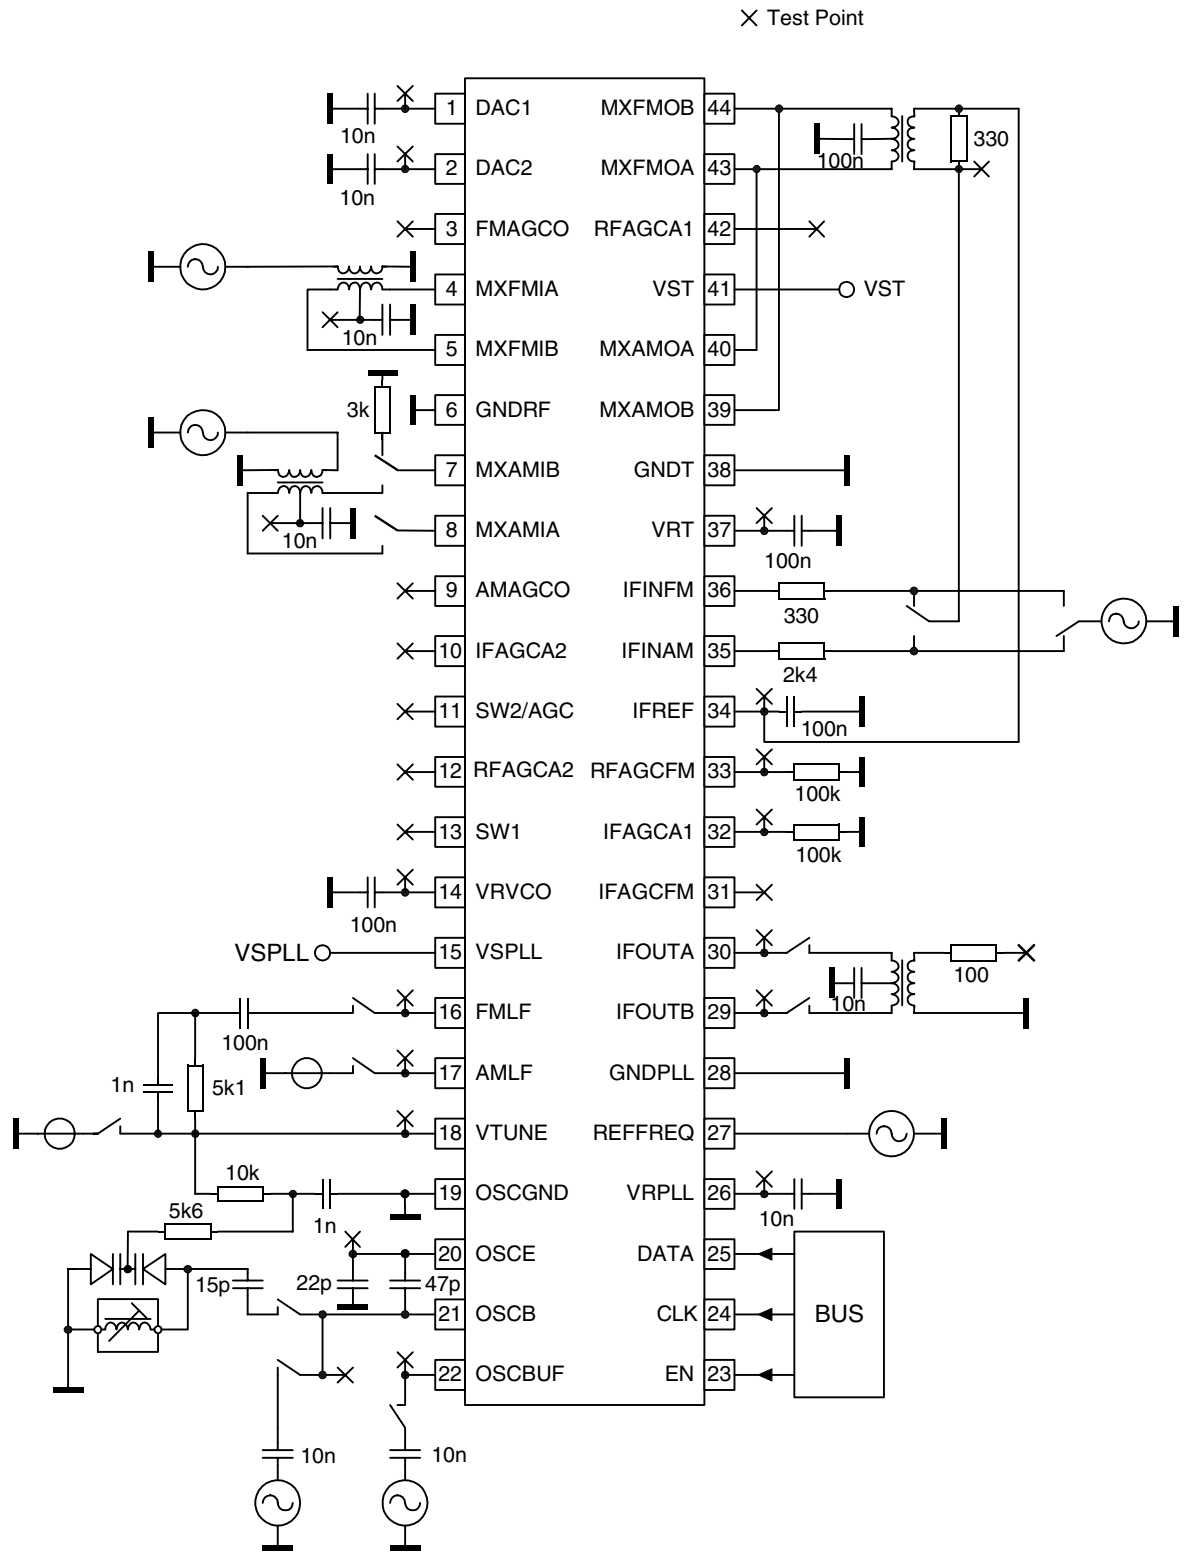 Test Point
1 DAC1 MXFMOB 44
10n
100n
330
2 DAC2 MXFMOA 43
10n
3 FMAGCO RFAGCA1 42
4 MXFMIA VST 41 VST
10n
5 MXFMIB MXAMOA 40
3k
6 GNDRF MXAMOB 39
7 MXAMIB GNDT 38
8 MXAMIA VRT 37
10n
100n
9 AMAGCO IFINFM 36
330
10 IFAGCA2 IFINAM 35
2k4
11 SW2/AGC IFREF 34
100n
12 RFAGCA2 RFAGCFM 33
100k
13 SW1 IFAGCA1 32
100k
14 VRVCO IFAGCFM 31
100n
VSPLL 15 VSPLL IFOUTA 30
100
10n
16 FMLF IFOUTB 29
100n
1n
5k1
17 AMLF GNDPLL 28
18 VTUNE REFFREQ 27
10k
19 OSCGND VRPLL 26
5k6
1n
10n
20 OSCE DATA 25
15p
22p
47p
21 OSCB CLK 24
BUS
22 OSCBUF EN 23
10n
10n